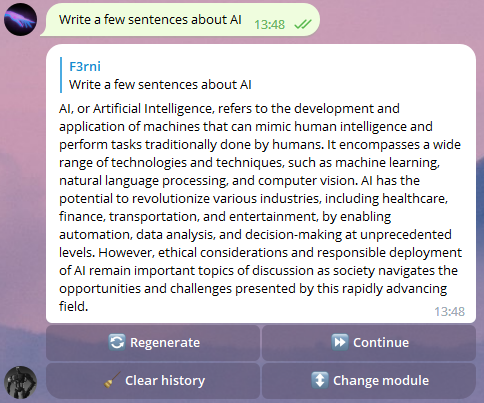 Write a few sentences about AI 13:48
F3rni
Write a few sentences about AI
AI, or Artificial Intelligence, refers to the development and
application of machines that can mimic human intelligence and
perform tasks traditionally done by humans. It encompasses a wide
range of technologies and techniques, such as machine learning,
natural language processing, and computer vision. AI has the
potential to revolutionize various industries, including healthcare,
finance, transportation, and entertainment, by enabling
automation, data analysis, and decision-making at unprecedented
levels. However, ethical considerations and responsible deployment
of AI remain important topics of discussion as society navigates the
opportunities and challenges presented by this rapidly advancing
field.
13:48
Regenerate Continue
Clear history Change module